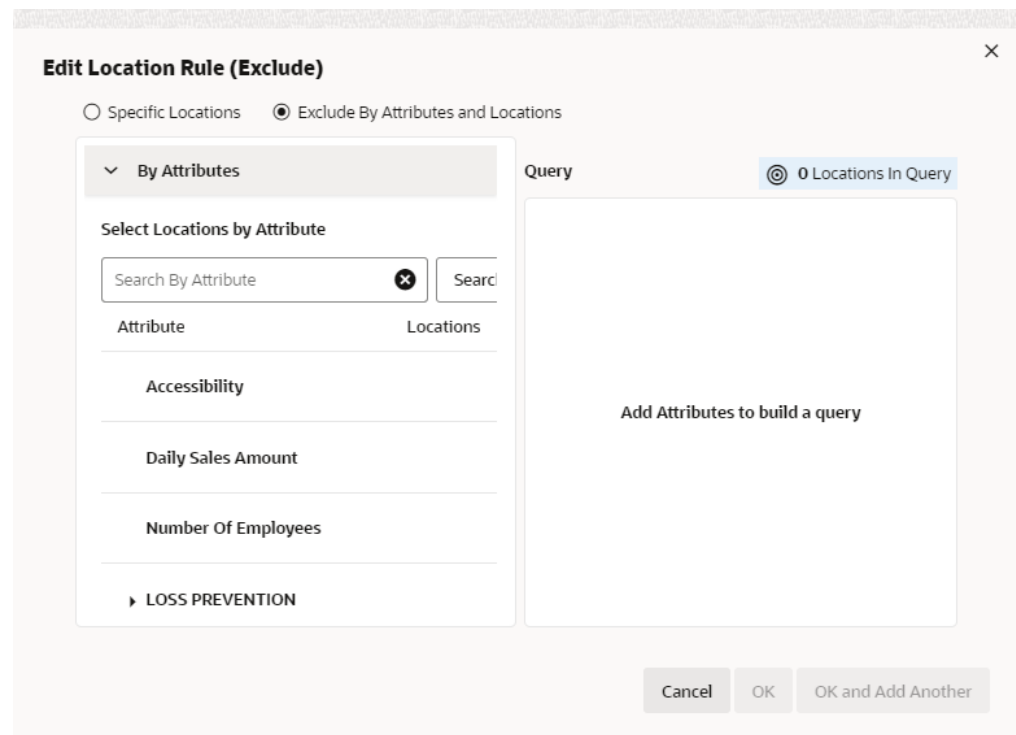 Edit Location Rule (Exclude)
Specific Locations Exclude By Attributes and Locations
By Attributes
Select Locations by Attribute
Search By Attribute Searc
Attribute Locations
Accessibility
Daily Sales Amount
Number Of Employees
LOSS PREVENTION
Query 0 Locations In Query
Add Attributes to build a query
Cancel OK OK and Add Another